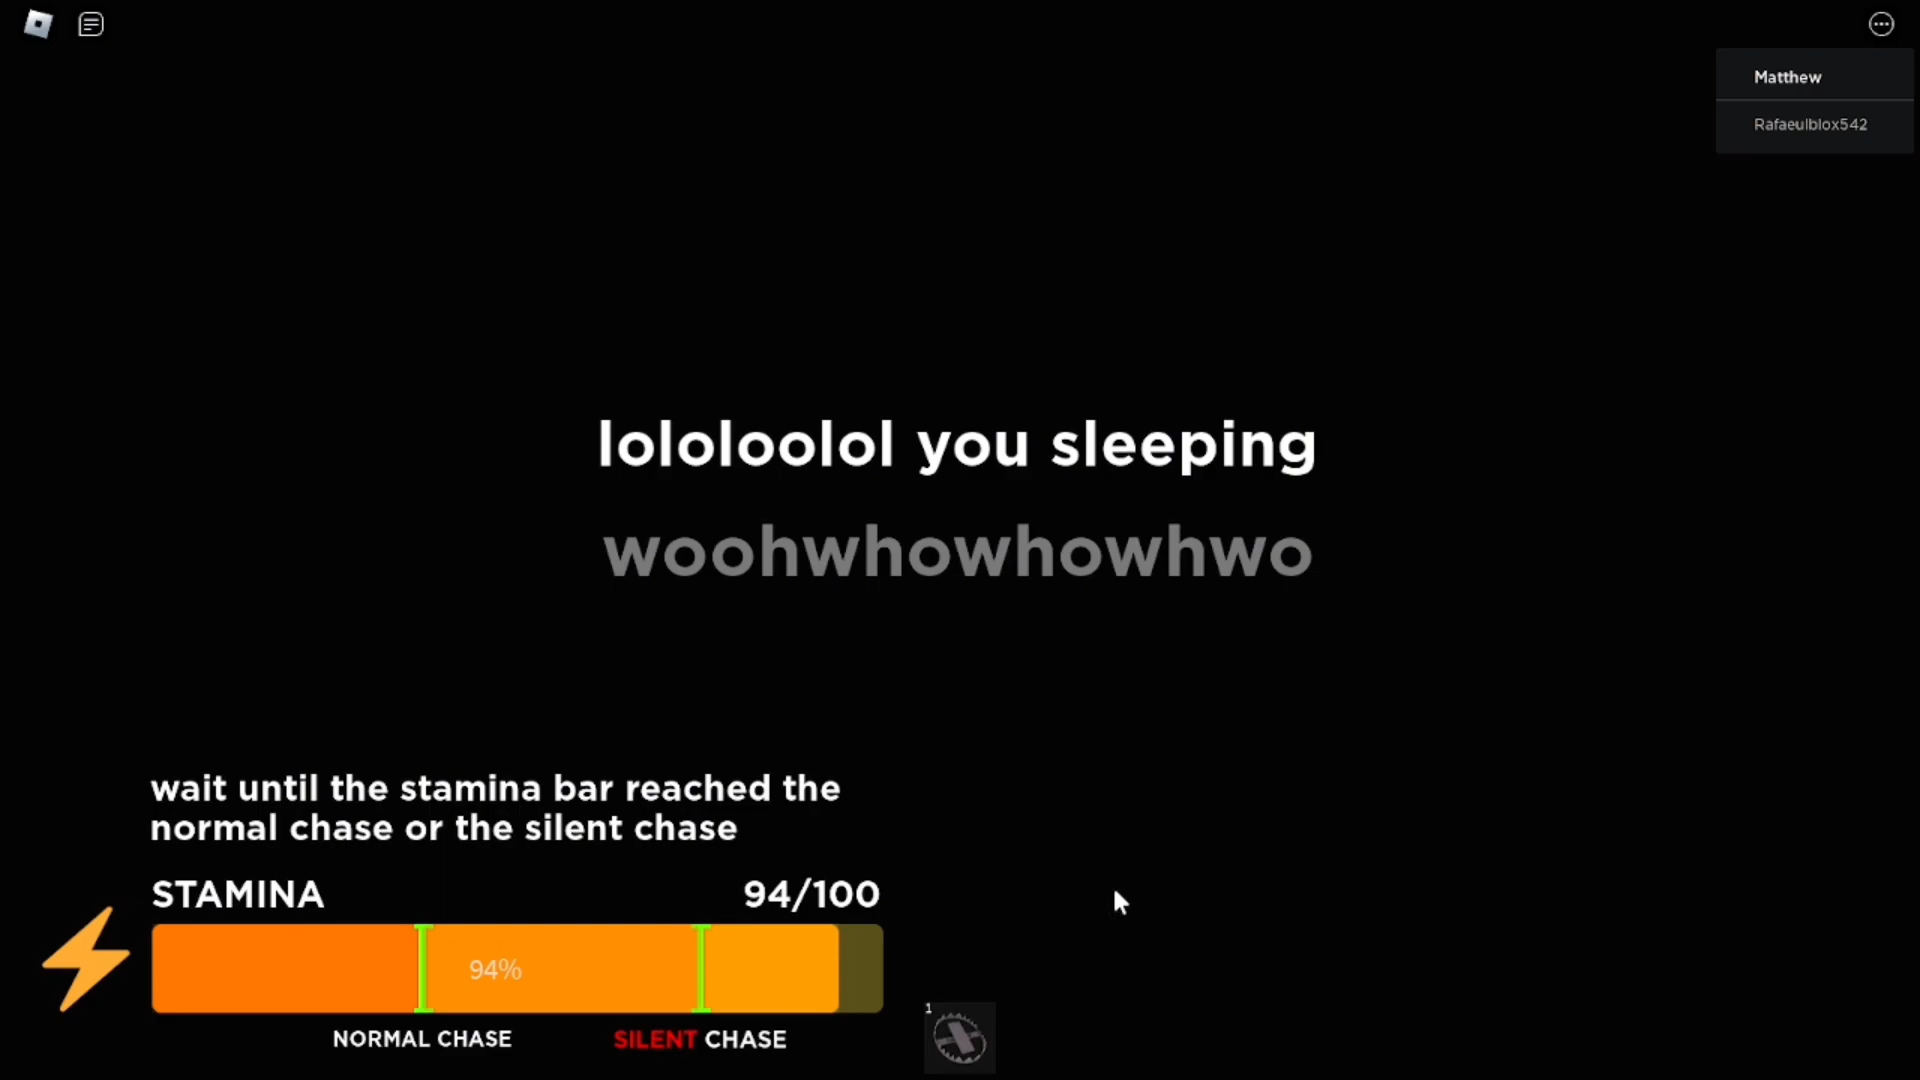 Matthew
Rafaeulblox542
lololoolol you sleeping
woohwhowhowhwo
wait until the stamina bar reached the
normal chase or the silent chase
STAMINA 94/100
94%
NORMAL CHASE SILENT CHASE
1